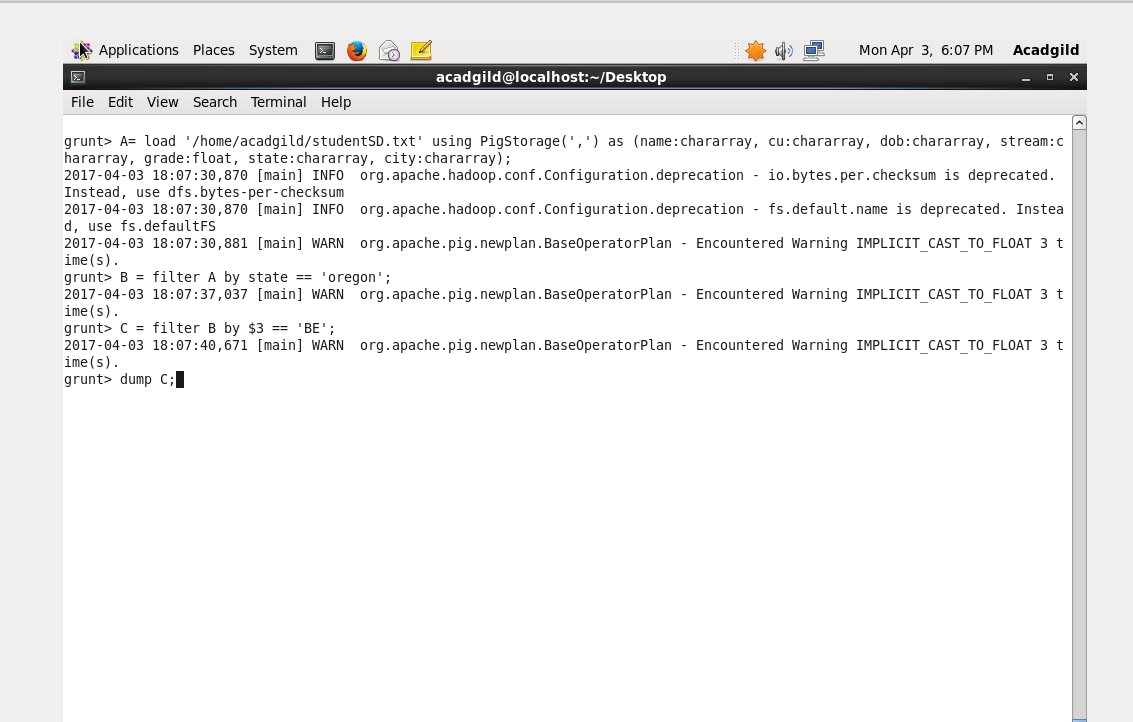 Applications Places System Mon Apr 3, 6:07 PM Acadgild
acadgild@localhost:~/Desktop
File Edit View Search Terminal Help
grunt> A= load '/home/acadgild/studentSD.txt' using PigStorage(',') as (name:chararray, cu:chararray, dob:chararray, stream:c
hararray, grade:float, state:chararray, city:chararray);
2017-04-03 18:07:30,870 [main] INFO  org.apache.hadoop.conf.Configuration.deprecation - io.bytes.per.checksum is deprecated.
Instead, use dfs.bytes-per-checksum
2017-04-03 18:07:30,870 [main] INFO  org.apache.hadoop.conf.Configuration.deprecation - fs.default.name is deprecated. Instea
d, use fs.defaultFS
2017-04-03 18:07:30,881 [main] WARN  org.apache.pig.newplan.BaseOperatorPlan - Encountered Warning IMPLICIT_CAST_TO_FLOAT 3 t
ime(s).
grunt> B = filter A by state == 'oregon';
2017-04-03 18:07:37,037 [main] WARN  org.apache.pig.newplan.BaseOperatorPlan - Encountered Warning IMPLICIT_CAST_TO_FLOAT 3 t
ime(s).
grunt> C = filter B by $3 == 'BE';
2017-04-03 18:07:40,671 [main] WARN  org.apache.pig.newplan.BaseOperatorPlan - Encountered Warning IMPLICIT_CAST_TO_FLOAT 3 t
ime(s).
grunt> dump C;